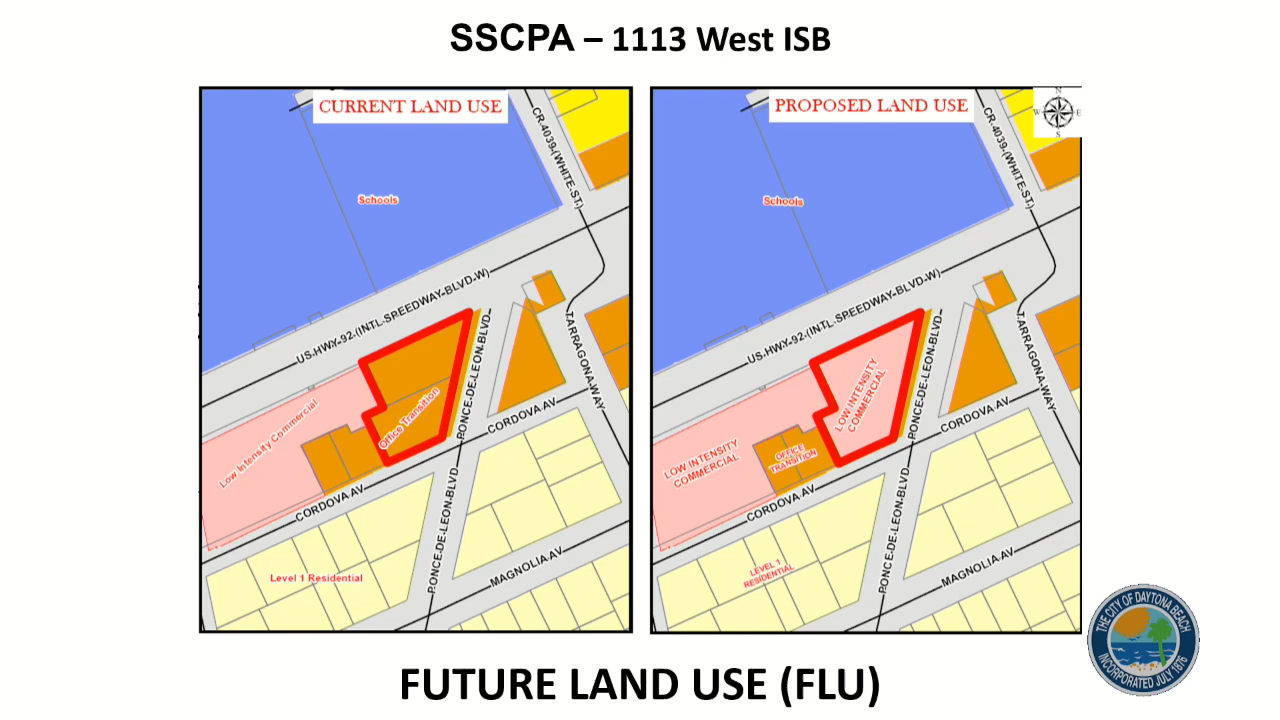 SSCPA – 1113 West ISB
CURRENT LAND USE
CR-4039-(WHITE-ST.)
Schools
US-HWY-92-(INTL-SPEEDWAY-BLVD-W)
PONCE-DE-LEON-BLVD
TARRAGONA-WAY
Office Transition
Low Intensity Commercial
CORDOVA AV
CORDOVA AV
PONCE-DE-LEON-BLVD
MAGNOLIA AV
Level 1 Residential
PROPOSED LAND USE
N
W
E
S
CR-4039-(WHITE-ST.)
Schools
US-HWY-92-(INTL-SPEEDWAY-BLVD-W)
PONCE-DE-LEON-BLVD
TARRAGONA-WAY
LOW INTENSITY
COMMERCIAL
LOW INTENSITY
COMMERCIAL
OFFICE
TRANSITION
CORDOVA AV
CORDOVA AV
PONCE-DE-LEON-BLVD
MAGNOLIA AV
LEVEL 1
RESIDENTIAL
THE CITY OF DAYTONA BEACH
INCORPORATED JULY 1876
FUTURE LAND USE (FLU)